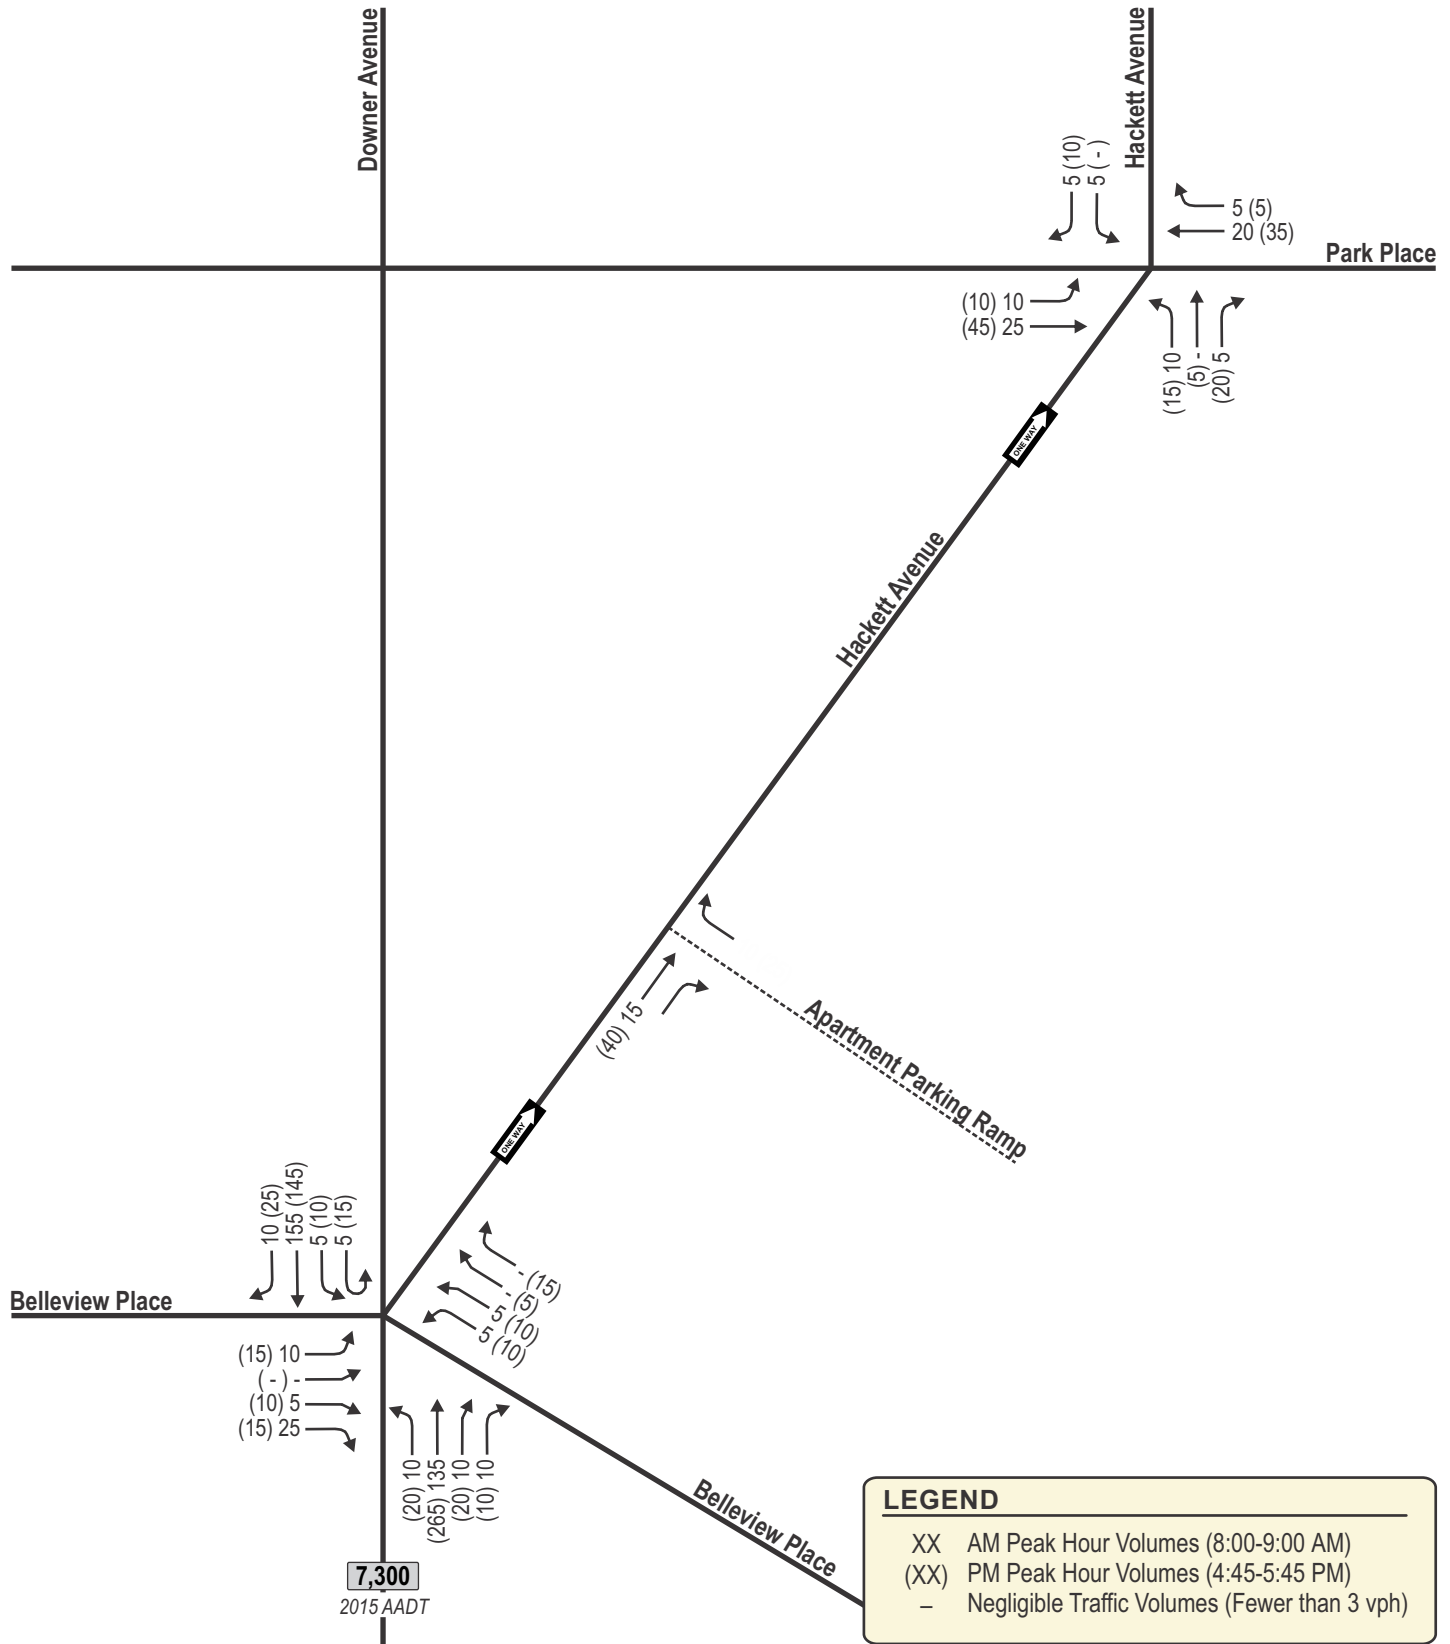 Downer Avenue
Hackett Avenue
5 (10)
5 ( - )
5 (5)
20 (35)
Park Place
(10) 10
(45) 25
(15) 10
(5) -
(20) 5
ONE WAY
Hackett Avenue
(40) 15
Apartment Parking Ramp
ONE WAY
10 (25)
155 (145)
5 (10)
5 (15)
Belleview Place
- (15)
- (5)
5 (10)
5 (10)
(15) 10
( - ) -
(10) 5
(15) 25
(20) 10
(265) 135
(20) 10
(10) 10
Belleview Place
7,300
2015 AADT
LEGEND
XX AM Peak Hour Volumes (8:00-9:00 AM)
(XX) PM Peak Hour Volumes (4:45-5:45 PM)
– Negligible Traffic Volumes (Fewer than 3 vph)